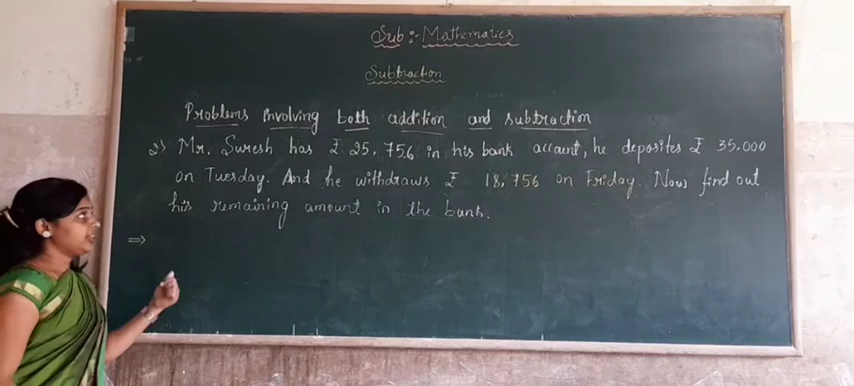 Sub:- Mathematics
Subtraction
Problems involving both addition and subtraction
2) Mr. Suresh has ₹ 25,756 in his bank account, he deposites ₹ 35,000
on Tuesday. And he withdraws ₹ 18,756 on Friday. Now find out
his remaining amount in the bank.
⇒